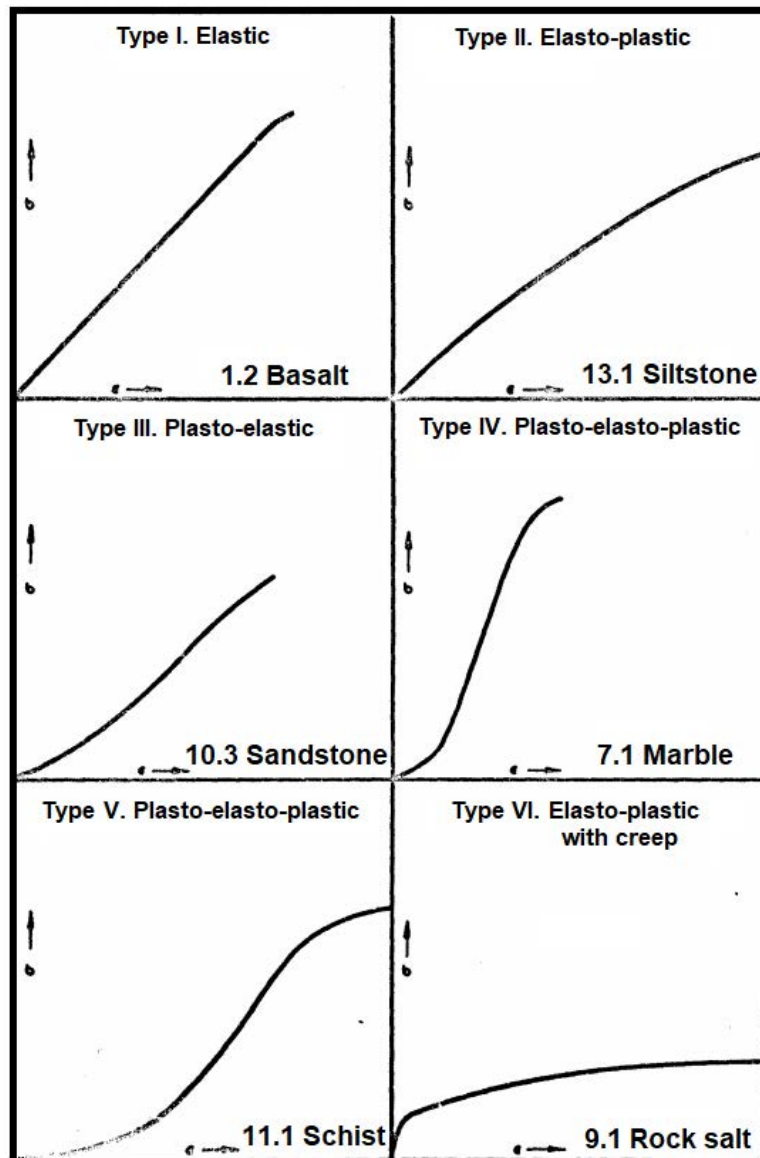 Type I. Elastic
σ
ε
1.2 Basalt
Type II. Elasto-plastic
σ
ε
13.1 Siltstone
Type III. Plasto-elastic
σ
ε
10.3 Sandstone
Type IV. Plasto-elasto-plastic
σ
ε
7.1 Marble
Type V. Plasto-elasto-plastic
σ
ε
11.1 Schist
Type VI. Elasto-plastic
with creep
σ
ε
9.1 Rock salt